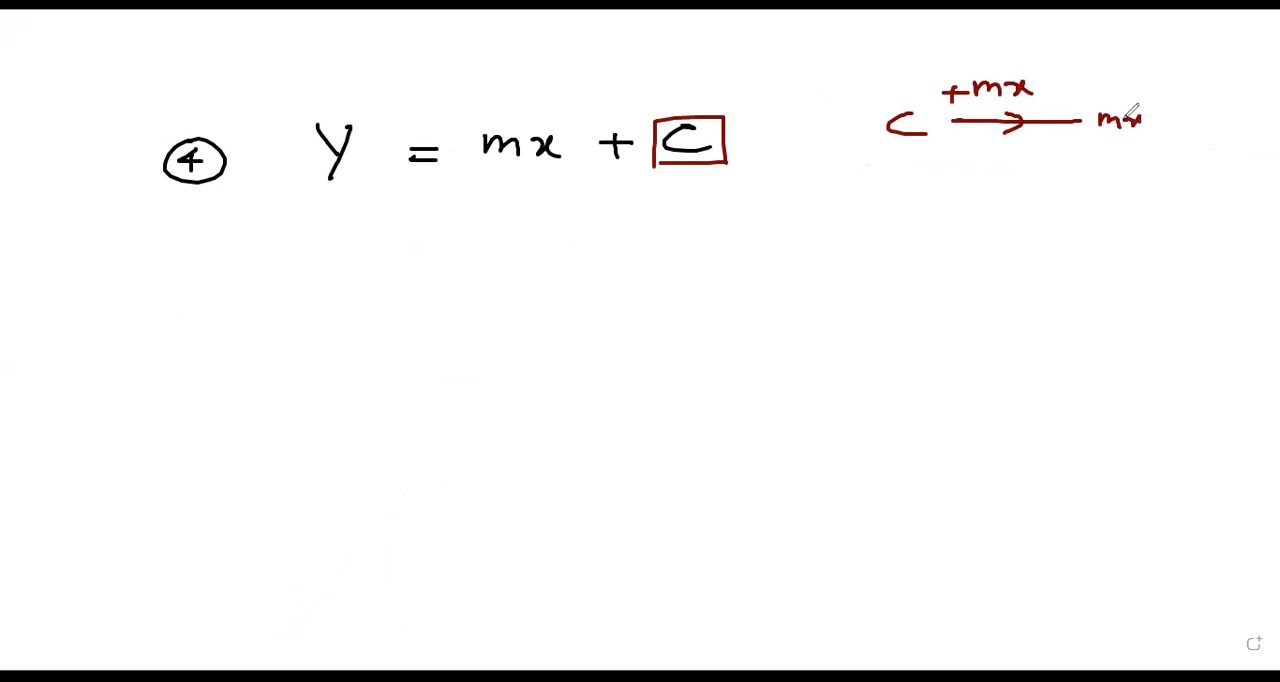 ④ Y = mx + C
C +mx → mx